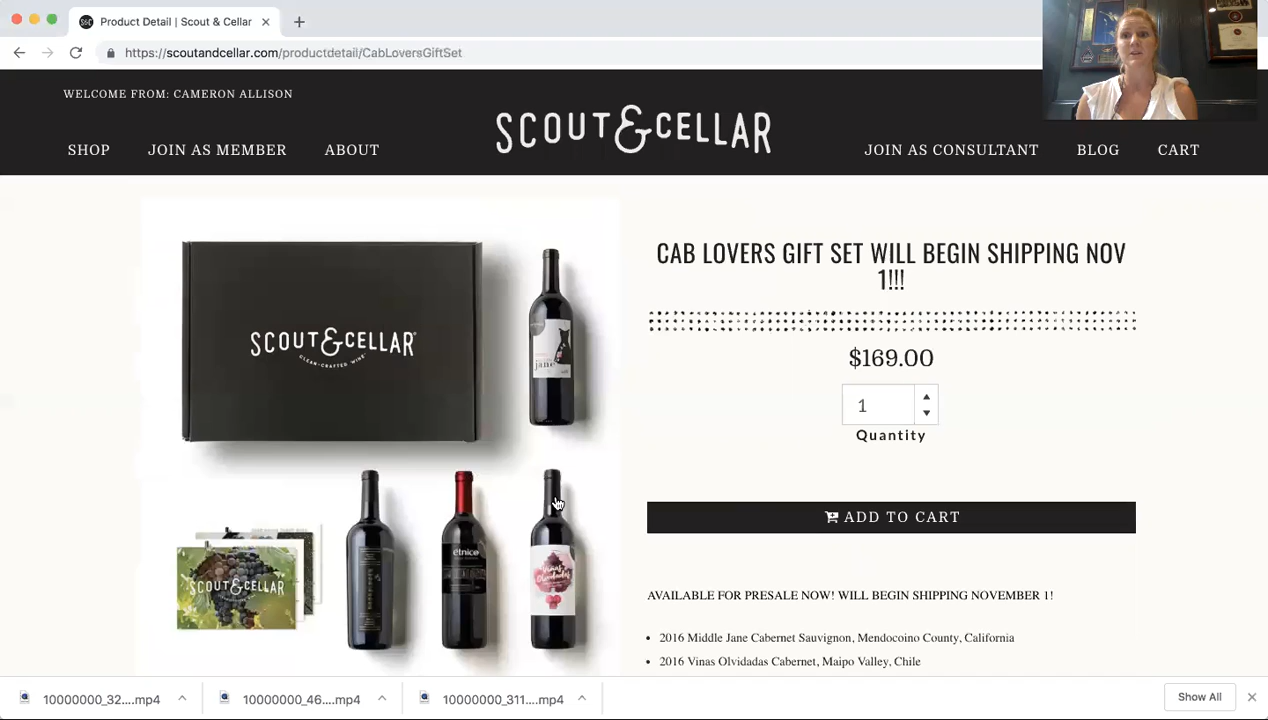 Product Detail | Scout & Cellar
https://scoutandcellar.com/productdetail/CabLoversGiftSet
WELCOME FROM: CAMERON ALLISON
SHOP JOIN AS MEMBER ABOUT
SCOUT & CELLAR
JOIN AS CONSULTANT BLOG CART
CAB LOVERS GIFT SET WILL BEGIN SHIPPING NOV
1!!!
$169.00
1
Quantity
SCOUT & CELLAR
CLEAN-CRAFTED WINE
jane
etnico
Viñas
Olvidadas
SCOUT & CELLAR
ADD TO CART
AVAILABLE FOR PRESALE NOW! WILL BEGIN SHIPPING NOVEMBER 1!
• 2016 Middle Jane Cabernet Sauvignon, Mendocoino County, California
• 2016 Vinas Olvidadas Cabernet, Maipo Valley, Chile
10000000_32....mp4 10000000_46....mp4 10000000_311....mp4 Show All